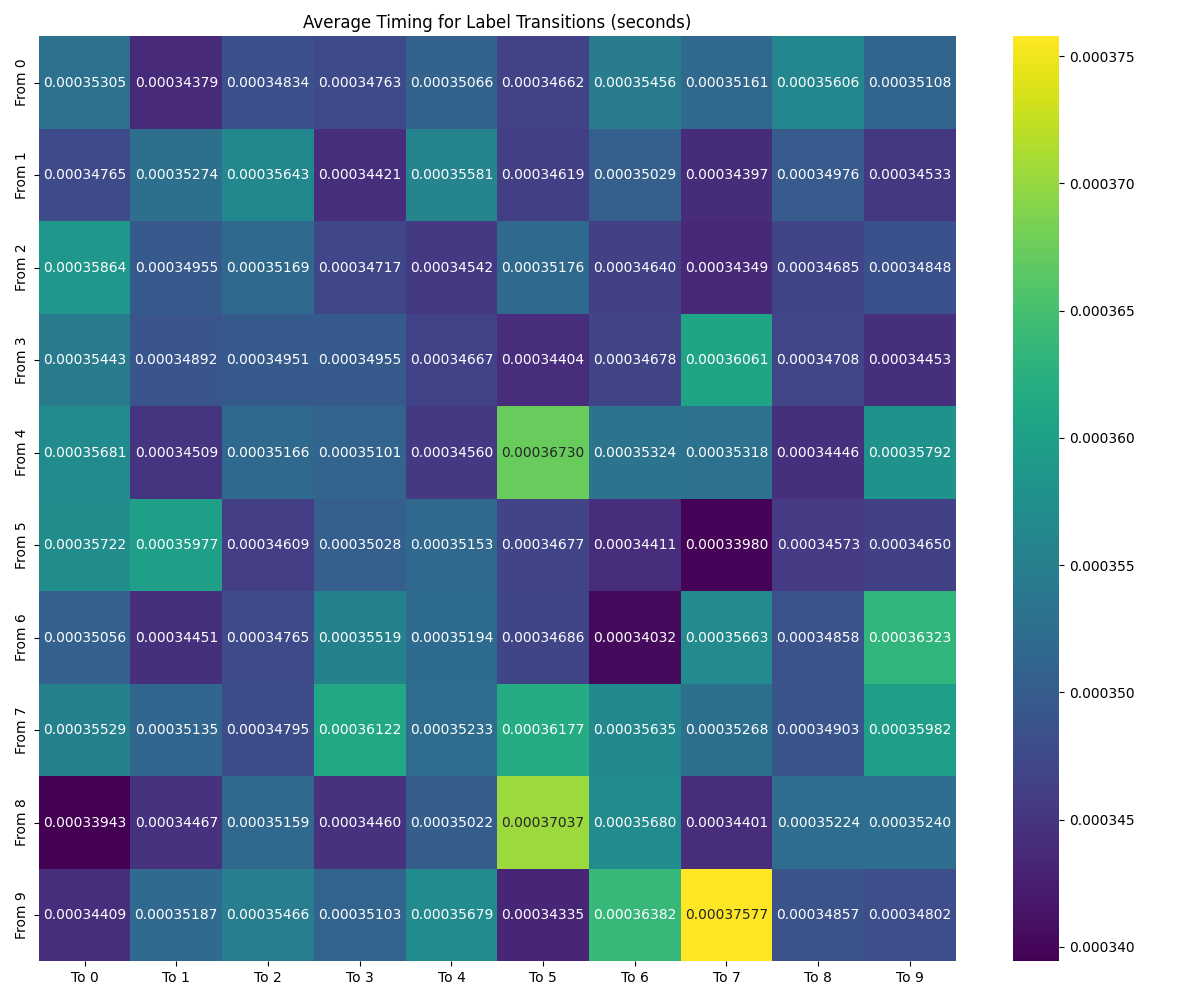 Average Timing for Label Transitions (seconds)
From 0 0.00035305 0.00034379 0.00034834 0.00034763 0.00035066 0.00034662 0.00035456 0.00035161 0.00035606 0.00035108
From 1 0.00034765 0.00035274 0.00035643 0.00034421 0.00035581 0.00034619 0.00035029 0.00034397 0.00034976 0.00034533
From 2 0.00035864 0.00034955 0.00035169 0.00034717 0.00034542 0.00035176 0.00034640 0.00034349 0.00034685 0.00034848
From 3 0.00035443 0.00034892 0.00034951 0.00034955 0.00034667 0.00034404 0.00034678 0.00036061 0.00034708 0.00034453
From 4 0.00035681 0.00034509 0.00035166 0.00035101 0.00034560 0.00036730 0.00035324 0.00035318 0.00034446 0.00035792
From 5 0.00035722 0.00035977 0.00034609 0.00035028 0.00035153 0.00034677 0.00034411 0.00033980 0.00034573 0.00034650
From 6 0.00035056 0.00034451 0.00034765 0.00035519 0.00035194 0.00034686 0.00034032 0.00035663 0.00034858 0.00036323
From 7 0.00035529 0.00035135 0.00034795 0.00036122 0.00035233 0.00036177 0.00035635 0.00035268 0.00034903 0.00035982
From 8 0.00033943 0.00034467 0.00035159 0.00034460 0.00035022 0.00037037 0.00035680 0.00034401 0.00035224 0.00035240
From 9 0.00034409 0.00035187 0.00035466 0.00035103 0.00035679 0.00034335 0.00036382 0.00037577 0.00034857 0.00034802
To 0 To 1 To 2 To 3 To 4 To 5 To 6 To 7 To 8 To 9
0.000375
0.000370
0.000365
0.000360
0.000355
0.000350
0.000345
0.000340